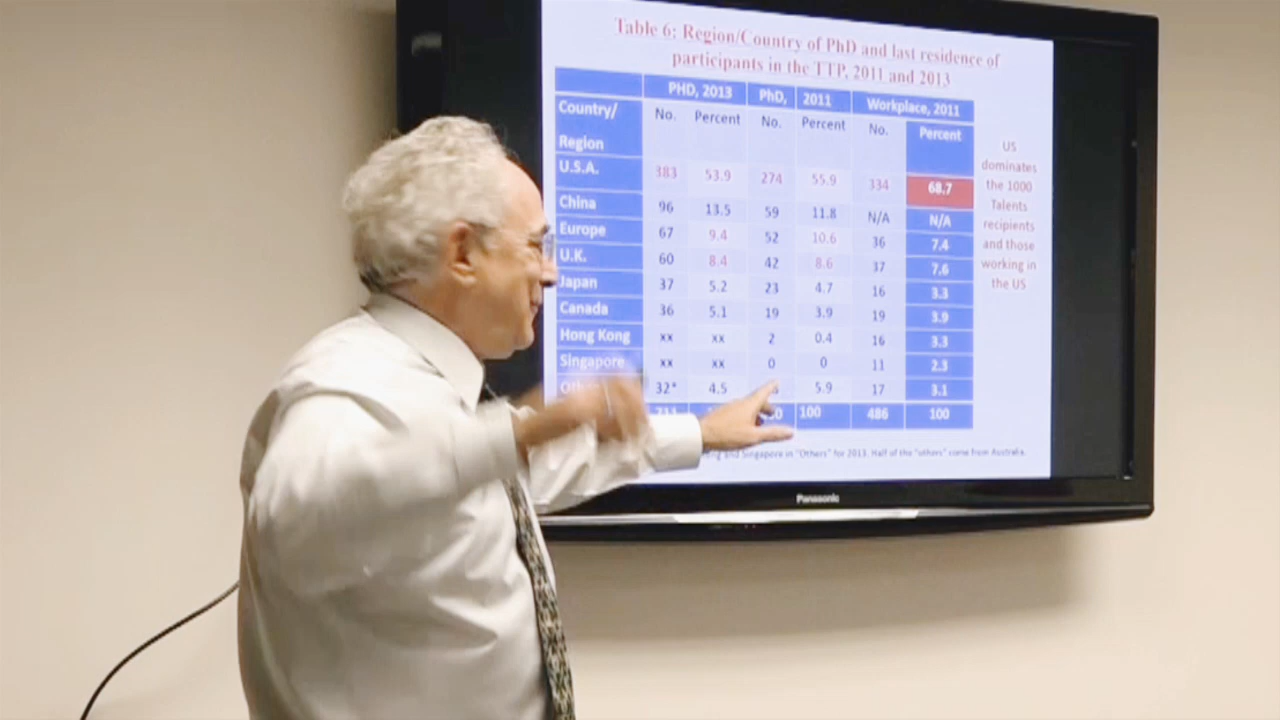 Table 6: Region/Country of PhD and last residence of
participants in the TTP, 2011 and 2013
PHD, 2013 PhD, 2011 Workplace, 2011
Country/
Region No. Percent No. Percent No. Percent
U.S.A. 383 53.9 274 55.9 334 68.7
China 96 13.5 59 11.8 N/A N/A
Europe 67 9.4 52 10.6 36 7.4
U.K. 60 8.4 42 8.6 37 7.6
Japan 37 5.2 23 4.7 16 3.3
Canada 36 5.1 19 3.9 19 3.9
Hong Kong xx xx 2 0.4 16 3.3
Singapore xx xx 0 0 11 2.3
32* 4.5 5.9 17 3.1
711 100 486 100
and Singapore in "Others" for 2013. Half of the "others" come from Australia.
US
dominates
the 1000
Talents
recipients
and those
working in
the US
Panasonic